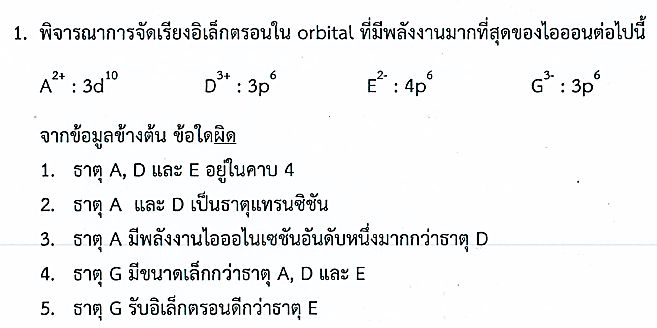 1. พิจารณาการจัดเรียงอิเล็กตรอนใน orbital ที่มีพลังงานมากที่สุดของไอออนต่อไปนี้
A²⁺ : 3d¹⁰ D³⁺ : 3p⁶ E²⁻ : 4p⁶ G³⁻ : 3p⁶
จากข้อมูลข้างต้น ข้อใดผิด
1. ธาตุ A, D และ E อยู่ในคาบ 4
2. ธาตุ A และ D เป็นธาตุแทรนซิชัน
3. ธาตุ A มีพลังงานไอออไนเซชันอันดับหนึ่งมากกว่าธาตุ D
4. ธาตุ G มีขนาดเล็กกว่าธาตุ A, D และ E
5. ธาตุ G รับอิเล็กตรอนดีกว่าธาตุ E